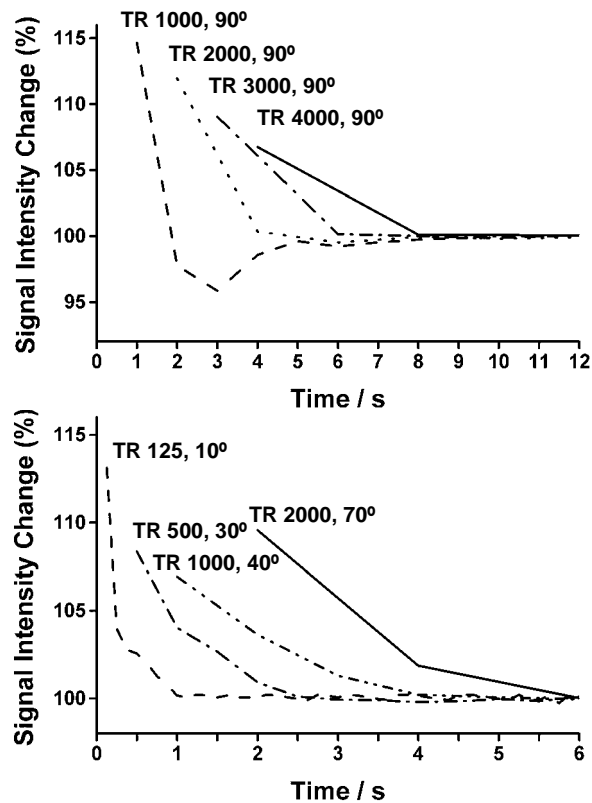 Signal Intensity Change (%)
115
110
105
100
95
TR 1000, 90º
TR 2000, 90º
TR 3000, 90º
TR 4000, 90º
0 1 2 3 4 5 6 7 8 9 10 11 12
Time / s
Signal Intensity Change (%)
115
110
105
100
TR 125, 10º
TR 500, 30º
TR 1000, 40º
TR 2000, 70º
0 1 2 3 4 5 6
Time / s